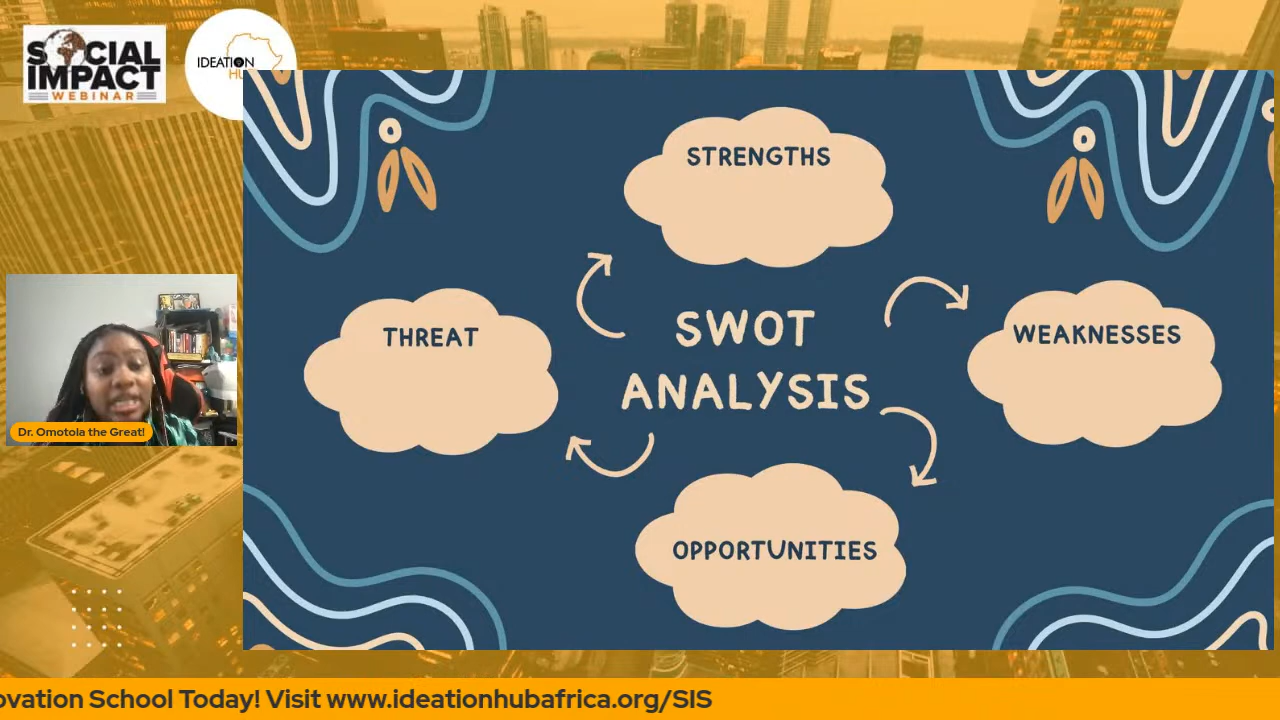 SOCIAL
IMPACT
WEBINAR
IDEATION
HU
STRENGTHS
THREAT
SWOT
ANALYSIS
WEAKNESSES
OPPORTUNITIES
Dr. Omotola the Great!
ovation School Today! Visit www.ideationhubafrica.org/SIS